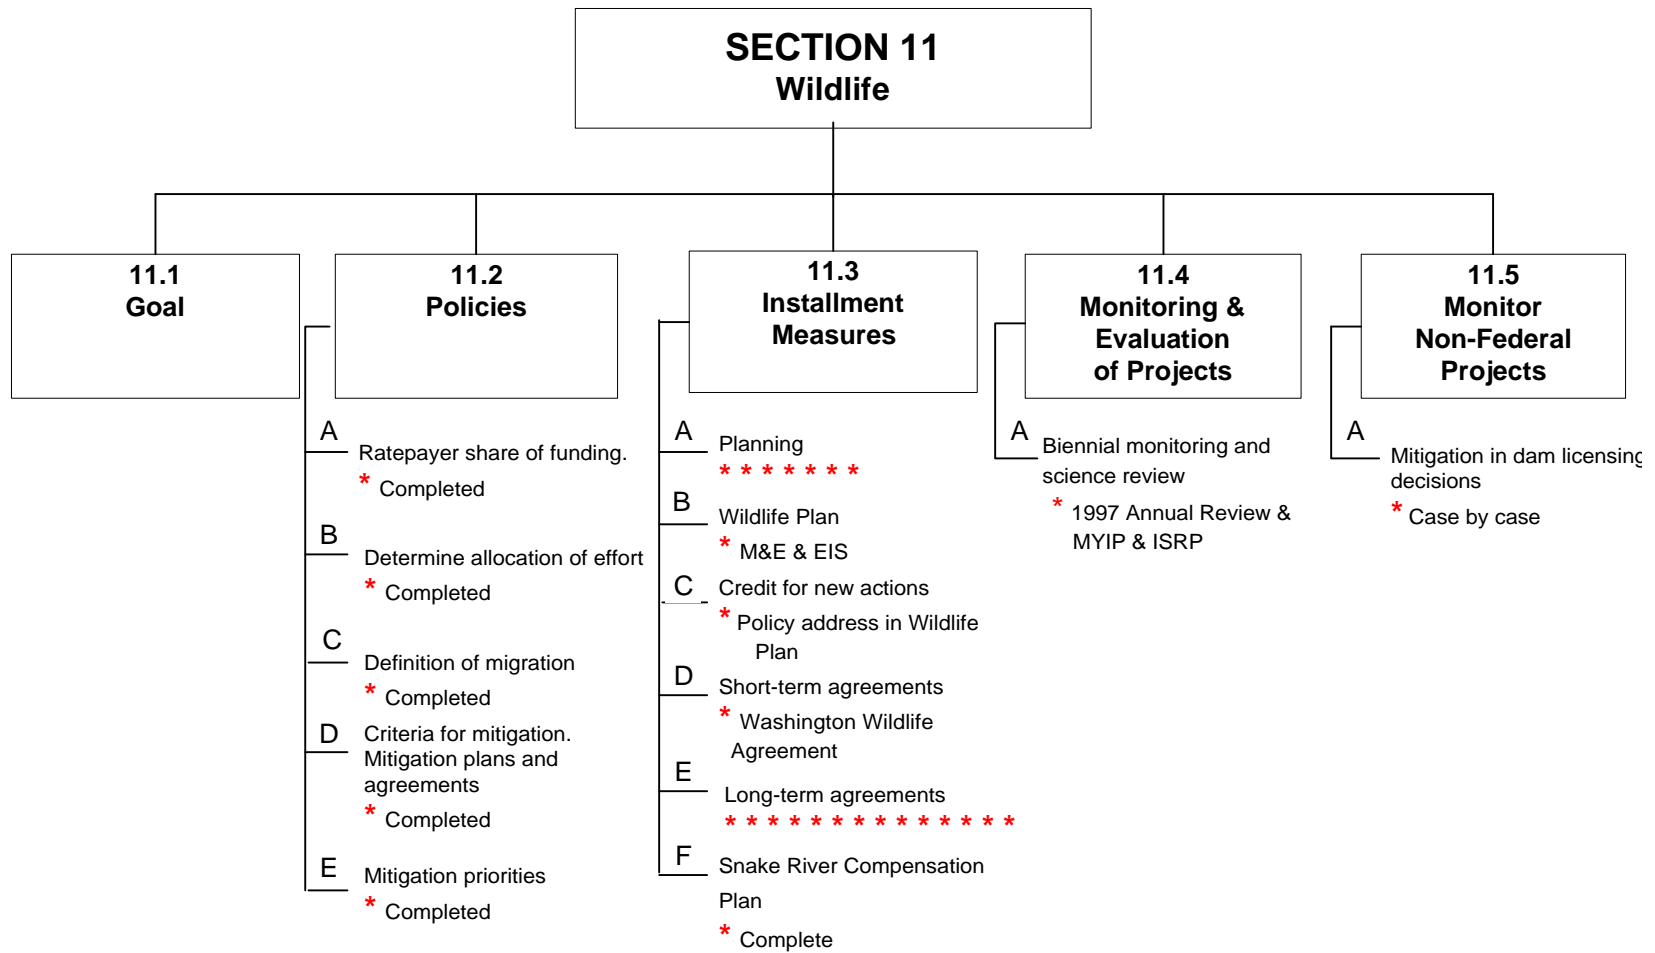 SECTION 11
Wildlife
11.1
Goal
11.2
Policies
A
Ratepayer share of funding.
* Completed
B
Determine allocation of effort
* Completed
C
Definition of migration
* Completed
D
Criteria for mitigation.
Mitigation plans and
agreements
* Completed
E
Mitigation priorities
* Completed
11.3
Installment
Measures
A
Planning
* * * * * * *
B
Wildlife Plan
* M&E & EIS
C
Credit for new actions
* Policy address in Wildlife
Plan
D
Short-term agreements
* Washington Wildlife
Agreement
E
Long-term agreements
* * * * * * * * * * * * * *
F
Snake River Compensation
Plan
* Complete
11.4
Monitoring &
Evaluation
of Projects
A
Biennial monitoring and
science review
* 1997 Annual Review &
MYIP & ISRP
11.5
Monitor
Non-Federal
Projects
A
Mitigation in dam licensing
decisions
* Case by case